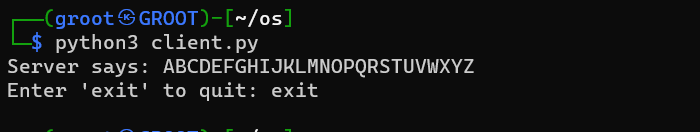 ┌──(groot㉿GROOT)-[~/os]
└─$ python3 client.py
Server says: ABCDEFGHIJKLMNOPQRSTUVWXYZ
Enter 'exit' to quit: exit